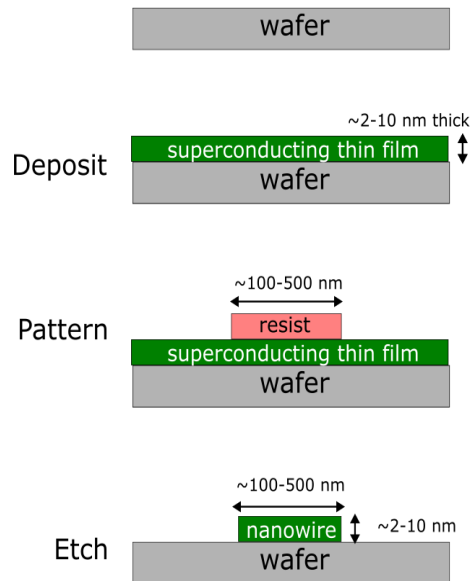 wafer
~2-10 nm thick
Deposit
superconducting thin film
wafer
~100-500 nm
Pattern
resist
superconducting thin film
wafer
~100-500 nm
nanowire
~2-10 nm
Etch
wafer